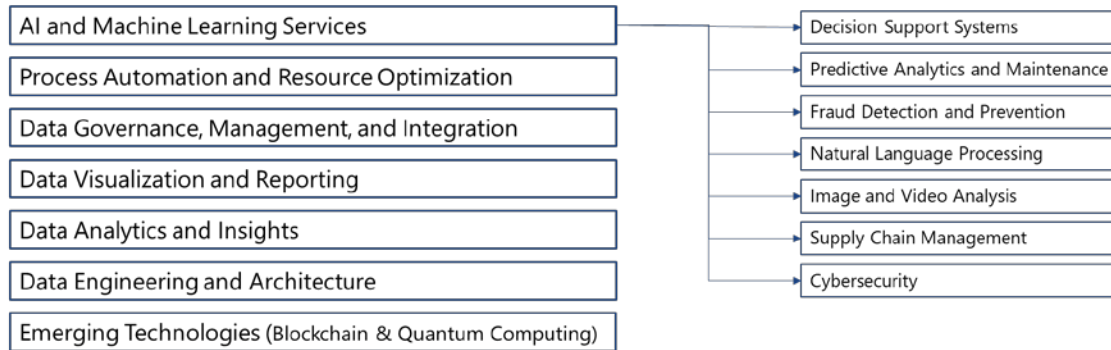 AI and Machine Learning Services
Process Automation and Resource Optimization
Data Governance, Management, and Integration
Data Visualization and Reporting
Data Analytics and Insights
Data Engineering and Architecture
Emerging Technologies (Blockchain & Quantum Computing)
Decision Support Systems
Predictive Analytics and Maintenance
Fraud Detection and Prevention
Natural Language Processing
Image and Video Analysis
Supply Chain Management
Cybersecurity